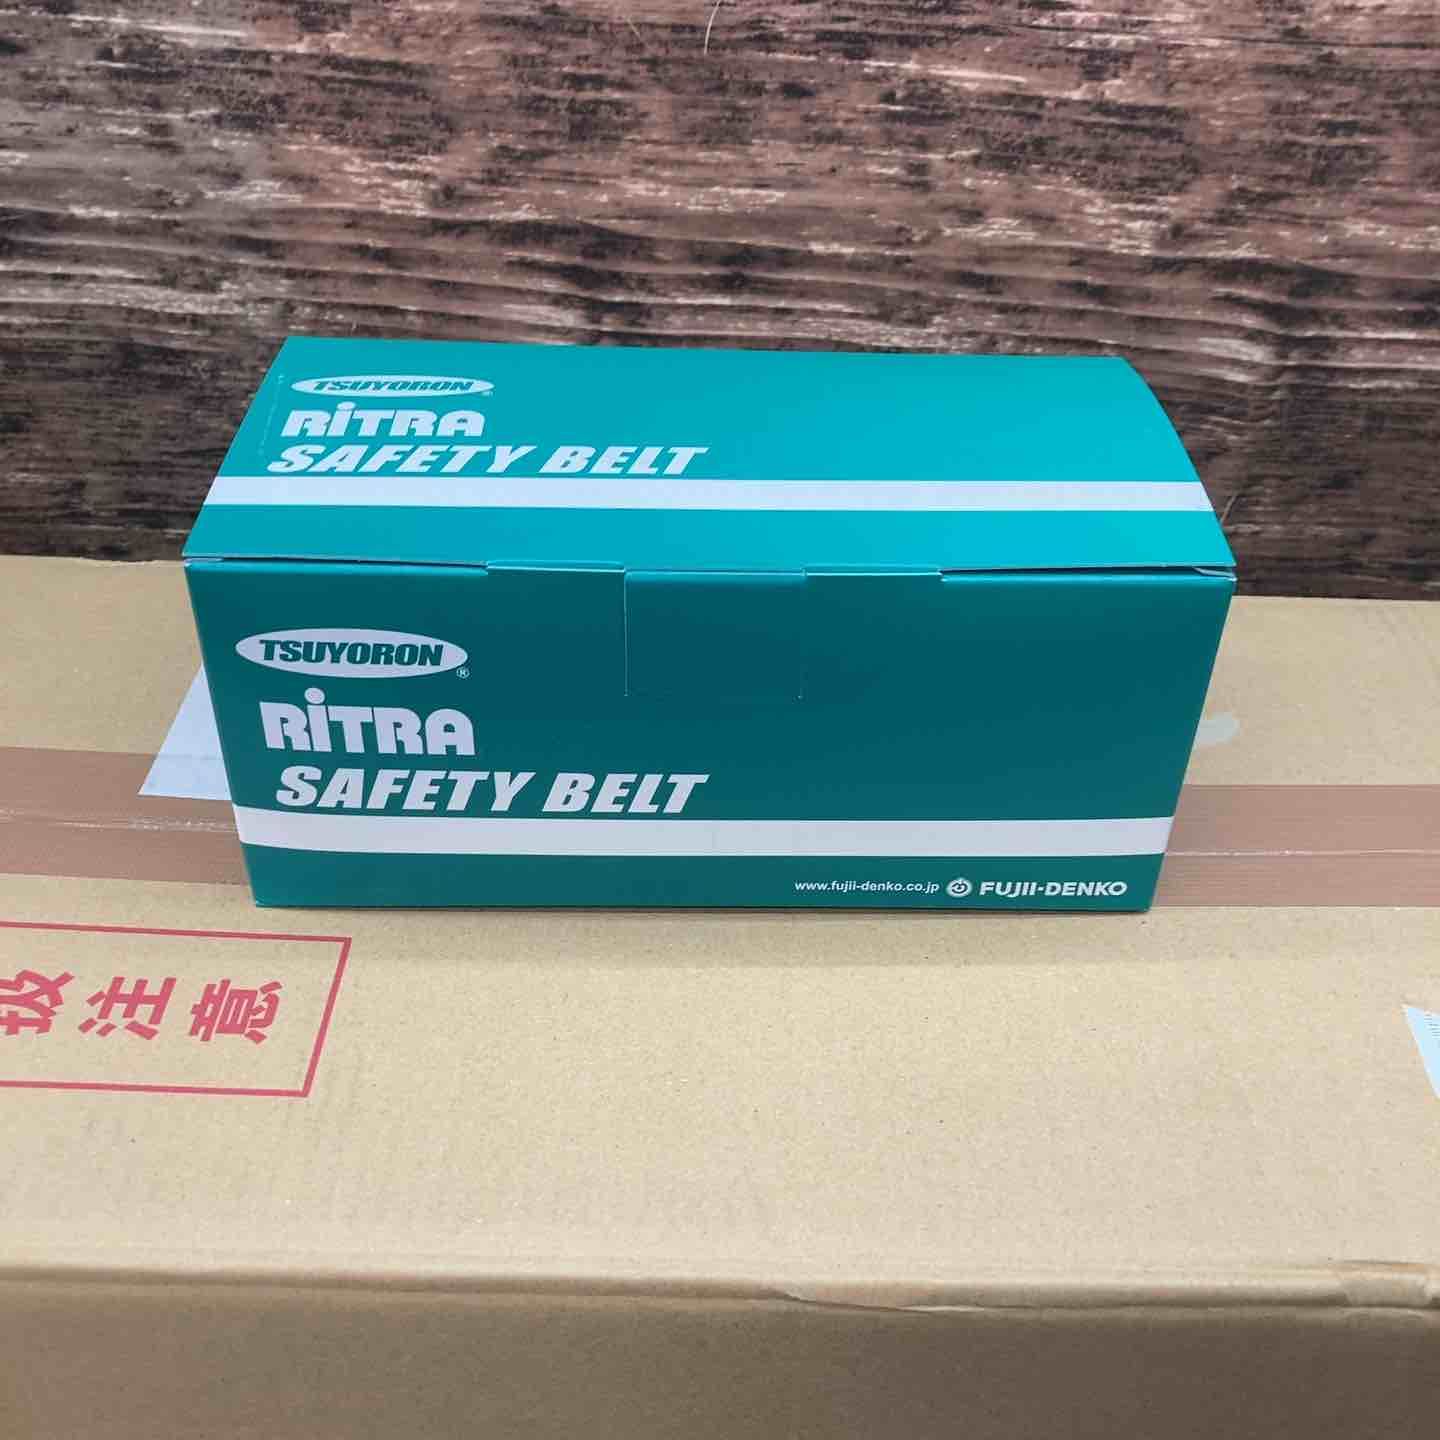 TSUYORON
RiTRA
SAFETY BELT
TSUYORON®
RiTRA
SAFETY BELT
www.fujii-denko.co.jp FUJII-DENKO
扱注意